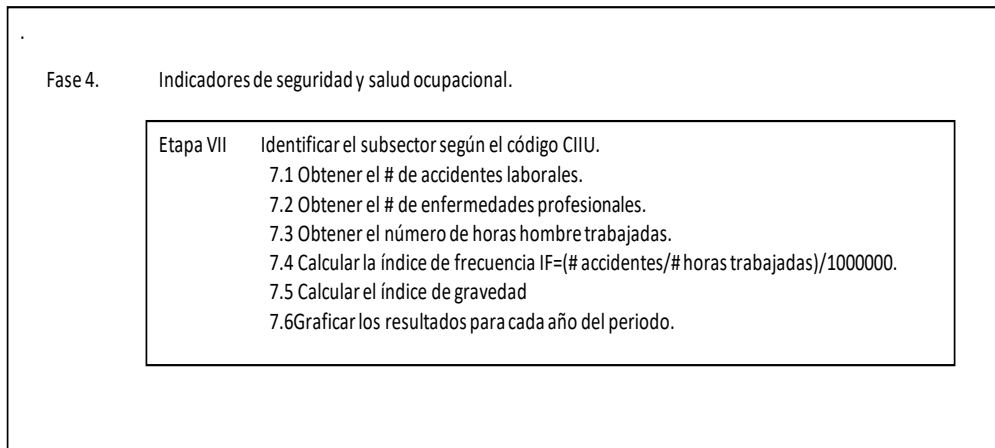 .
Fase 4. Indicadores de seguridad y salud ocupacional.
Etapa VII Identificar el subsector según el código CIIU.
7.1 Obtener el # de accidentes laborales.
7.2 Obtener el # de enfermedades profesionales.
7.3 Obtener el número de horas hombre trabajadas.
7.4 Calcular la índice de frecuencia IF=(# accidentes/# horas trabajadas)/1000000.
7.5 Calcular el índice de gravedad
7.6Graficar los resultados para cada año del periodo.